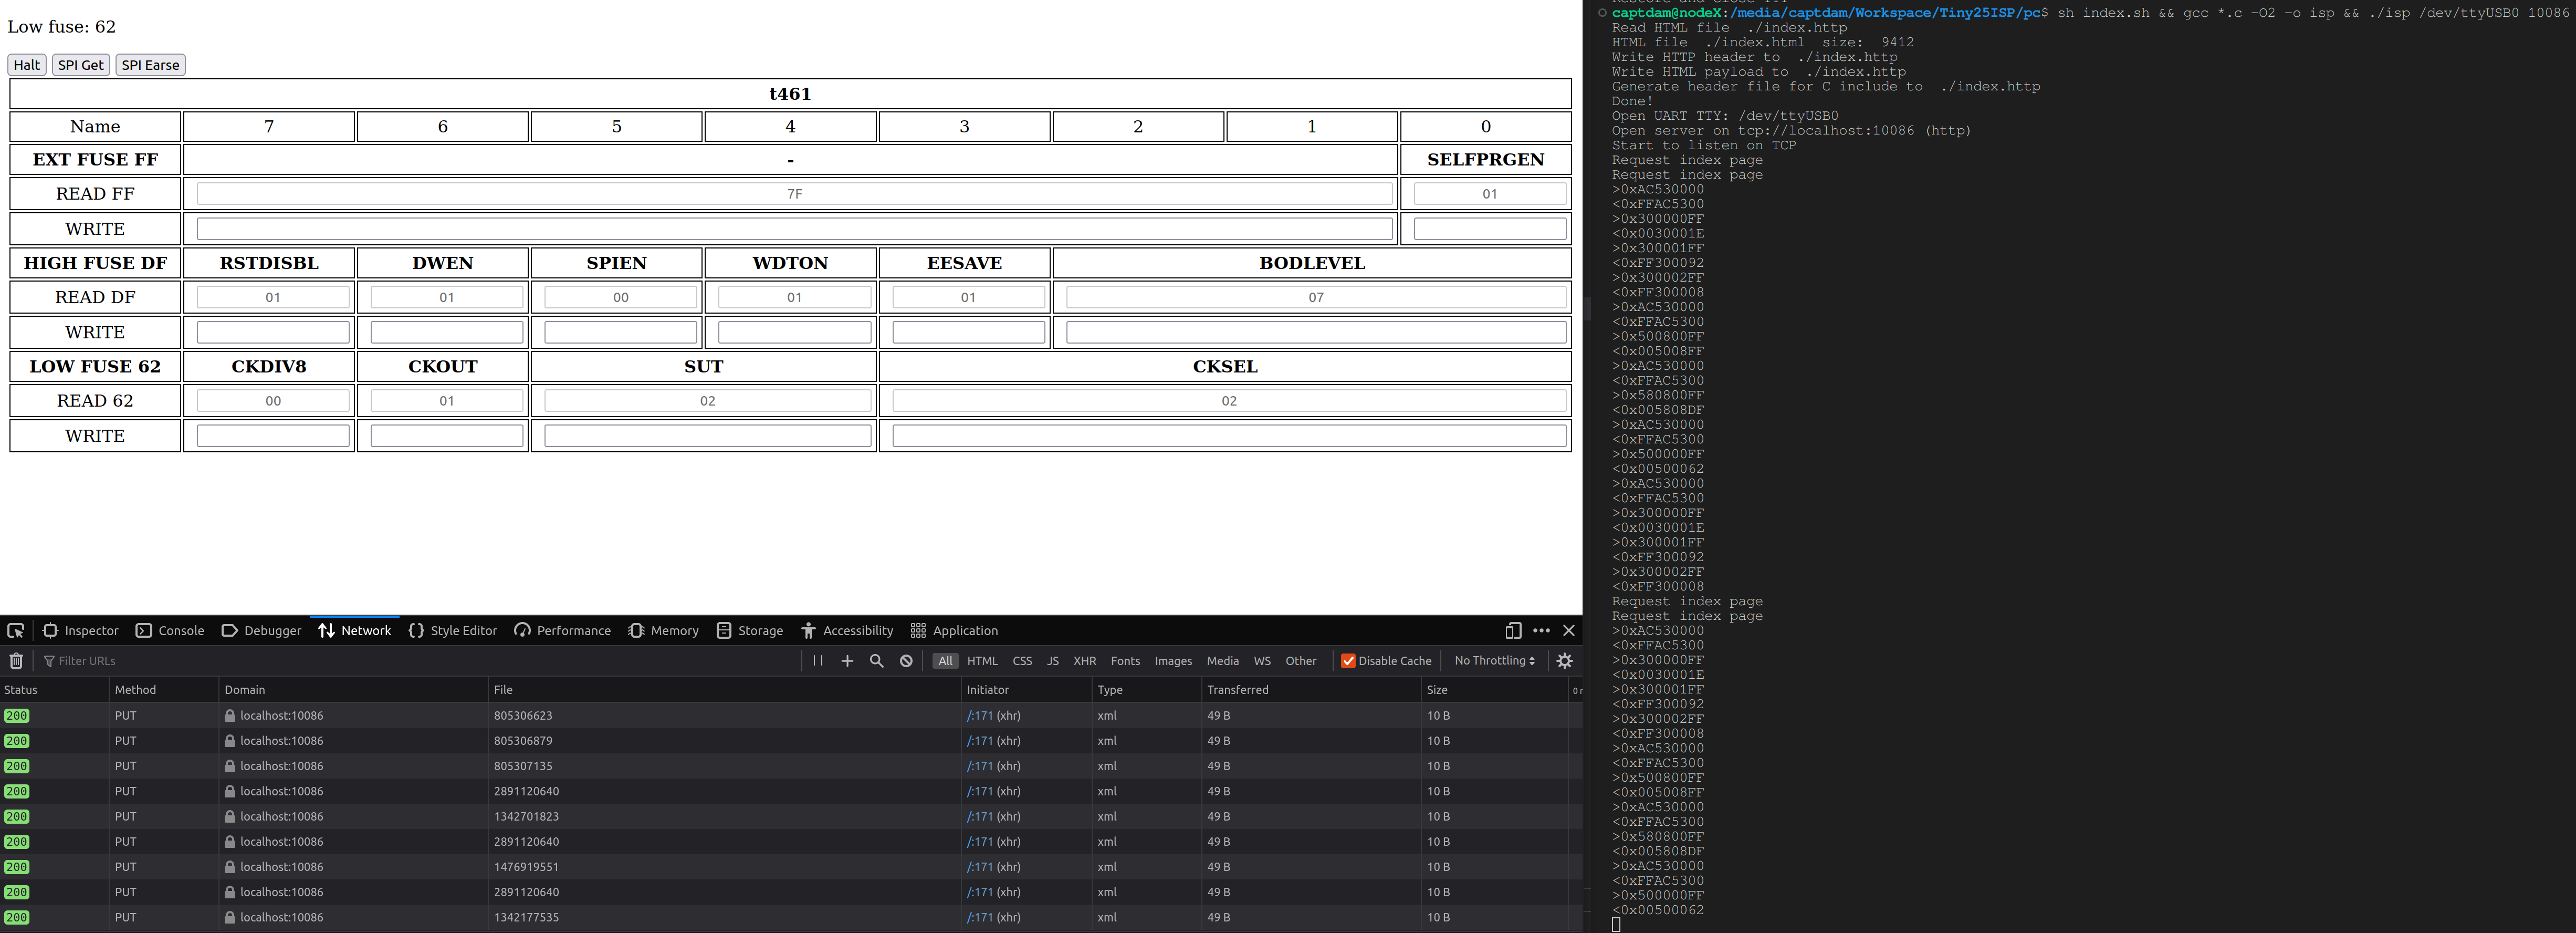 Low fuse: 62
Halt SPI Get SPI Earse
t461
Name 7 6 5 4 3 2 1 0
EXT FUSE FF - SELFPRGEN
READ FF 7F 01
WRITE
HIGH FUSE DF RSTDISBL DWEN SPIEN WDTON EESAVE BODLEVEL
READ DF 01 01 00 01 01 07
WRITE
LOW FUSE 62 CKDIV8 CKOUT SUT CKSEL
READ 62 00 01 02 02
WRITE
Inspector Console Debugger Network Style Editor Performance Memory Storage Accessibility Application
Filter URLs All HTML CSS JS XHR Fonts Images Media WS Other Disable Cache No Throttling
Status Method Domain File Initiator Type Transferred Size
200 PUT localhost:10086 805306623 /:171 (xhr) xml 49 B 10 B
200 PUT localhost:10086 805306879 /:171 (xhr) xml 49 B 10 B
200 PUT localhost:10086 805307135 /:171 (xhr) xml 49 B 10 B
200 PUT localhost:10086 2891120640 /:171 (xhr) xml 49 B 10 B
200 PUT localhost:10086 1342701823 /:171 (xhr) xml 49 B 10 B
200 PUT localhost:10086 2891120640 /:171 (xhr) xml 49 B 10 B
200 PUT localhost:10086 1476919551 /:171 (xhr) xml 49 B 10 B
200 PUT localhost:10086 2891120640 /:171 (xhr) xml 49 B 10 B
200 PUT localhost:10086 1342177535 /:171 (xhr) xml 49 B 10 B
captdam@nodeX:/media/captdam/Workspace/Tiny25ISP/pc$ sh index.sh && gcc *.c -O2 -o isp && ./isp /dev/ttyUSB0 10086
Read HTML file ./index.http
HTML file ./index.html size: 9412
Write HTTP header to ./index.http
Write HTML payload to ./index.http
Generate header file for C include to ./index.http
Done!
Open UART TTY: /dev/ttyUSB0
Open server on tcp://localhost:10086 (http)
Start to listen on TCP
Request index page
Request index page
>0xAC530000
<0xFFAC5300
>0x300000FF
<0x0030001E
>0x300001FF
<0xFF300092
>0x300002FF
<0xFF300008
>0xAC530000
<0xFFAC5300
>0x500800FF
<0x005008FF
>0xAC530000
<0xFFAC5300
>0x580800FF
<0x005808DF
>0xAC530000
<0xFFAC5300
>0x500000FF
<0x00500062
>0xAC530000
<0xFFAC5300
>0x300000FF
<0x0030001E
>0x300001FF
<0xFF300092
>0x300002FF
<0xFF300008
Request index page
Request index page
>0xAC530000
<0xFFAC5300
>0x300000FF
<0x0030001E
>0x300001FF
<0xFF300092
>0x300002FF
<0xFF300008
>0xAC530000
<0xFFAC5300
>0x500800FF
<0x005008FF
>0xAC530000
<0xFFAC5300
>0x580800FF
<0x005808DF
>0xAC530000
<0xFFAC5300
>0x500000FF
<0x00500062